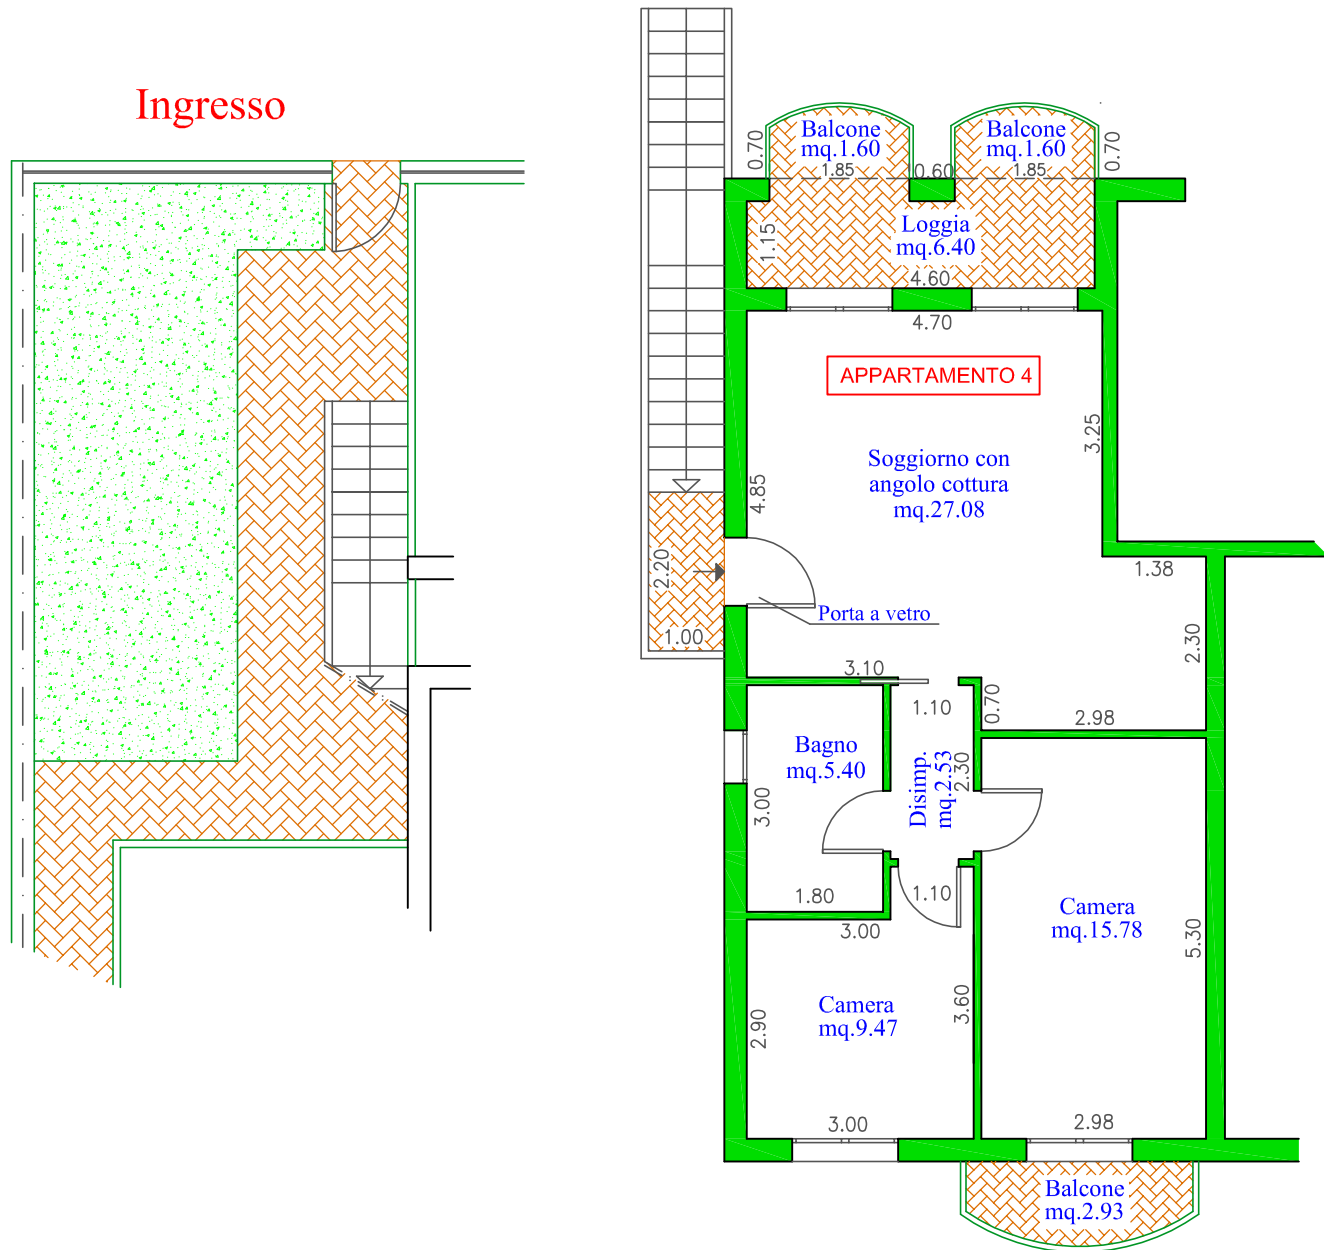 Ingresso
Balcone
mq.1.60
Balcone
mq.1.60
0.70
1.85
0.60
1.85
0.70
1.15
Loggia
mq.6.40
4.60
4.70
APPARTAMENTO 4
3.25
Soggiorno con
angolo cottura
mq.27.08
4.85
2.20
1.00
Porta a vetro
1.38
2.30
3.10
1.10
0.70
2.98
Bagno
mq.5.40
3.00
1.80
Disimp.
mq.2.53
2.30
1.10
3.00
Camera
mq.15.78
5.30
Camera
mq.9.47
2.90
3.60
3.00
2.98
Balcone
mq.2.93